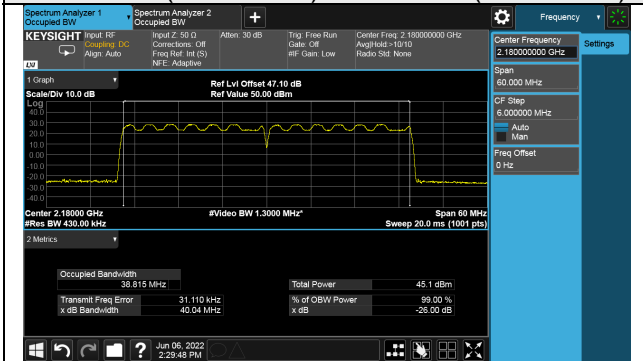 Spectrum Analyzer 1
Occupied BW
Spectrum Analyzer 2
Occupied BW
Frequency
KEYSIGHT
Input: RF
Coupling: DC
Align: Auto
Input Z: 50 Ω
Corrections: Off
Freq Ref: Int (S)
NFE: Adaptive
Atten: 30 dB
Trig: Free Run
Gate: Off
#IF Gain: Low
Center Freq: 2.180000000 GHz
Avg|Hold:>10/10
Radio Std: None
LXI
Center Frequency
2.180000000 GHz
Settings
Span
60.000 MHz
CF Step
6.000000 MHz
Auto
Man
Freq Offset
0 Hz
1 Graph
Scale/Div 10.0 dB
Ref Lvl Offset 47.10 dB
Ref Value 50.00 dBm
Log
40.0
30.0
20.0
10.0
0.00
-10.0
-20.0
-30.0
-40.0
Center 2.18000 GHz
#Video BW 1.3000 MHz*
Span 60 MHz
#Res BW 430.00 kHz
Sweep 20.0 ms (1001 pts)
2 Metrics
Occupied Bandwidth
38.815 MHz
Total Power
45.1 dBm
Transmit Freq Error
31.110 kHz
% of OBW Power
99.00 %
x dB Bandwidth
40.04 MHz
x dB
-26.00 dB
Jun 06, 2022
2:29:48 PM